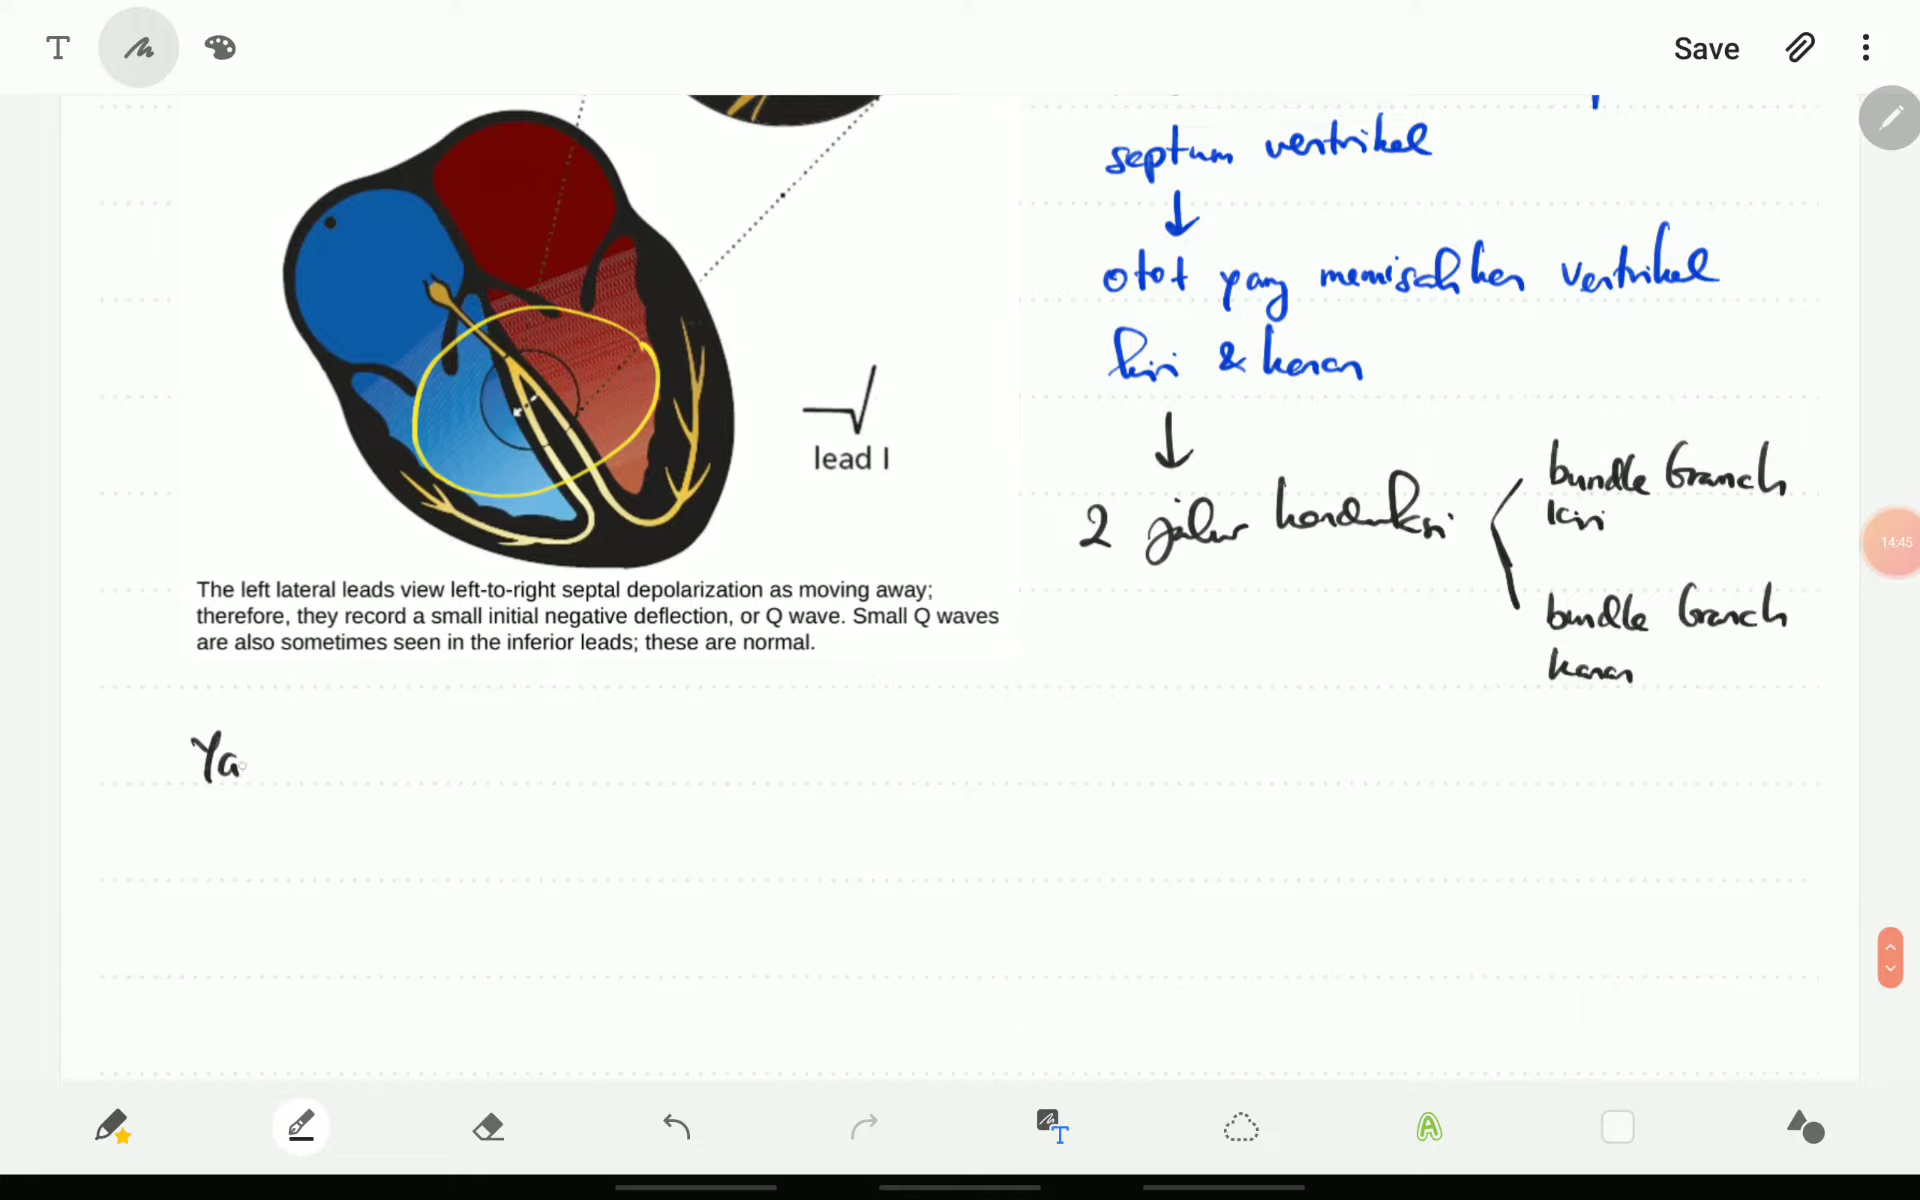 T
Save
septum ventrikel
otot yang memisahkan ventrikel
kiri & kanan
lead I
2 jalur konduksi
bundle branch
kiri
bundle branch
kanan
14:45
The left lateral leads view left-to-right septal depolarization as moving away;
therefore, they record a small initial negative deflection, or Q wave. Small Q waves
are also sometimes seen in the inferior leads; these are normal.
Ya
T
A